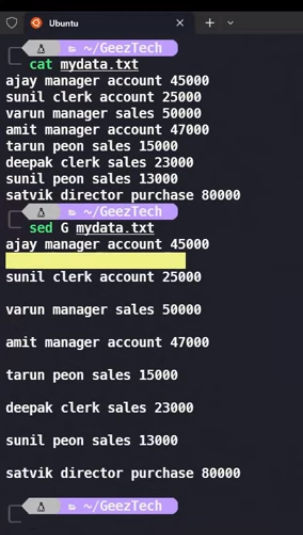 Ubuntu
~/GeezTech
cat mydata.txt
ajay manager account 45000
sunil clerk account 25000
varun manager sales 50000
amit manager account 47000
tarun peon sales 15000
deepak clerk sales 23000
sunil peon sales 13000
satvik director purchase 80000
~/GeezTech
sed G mydata.txt
ajay manager account 45000
sunil clerk account 25000
varun manager sales 50000
amit manager account 47000
tarun peon sales 15000
deepak clerk sales 23000
sunil peon sales 13000
satvik director purchase 80000
~/GeezTech